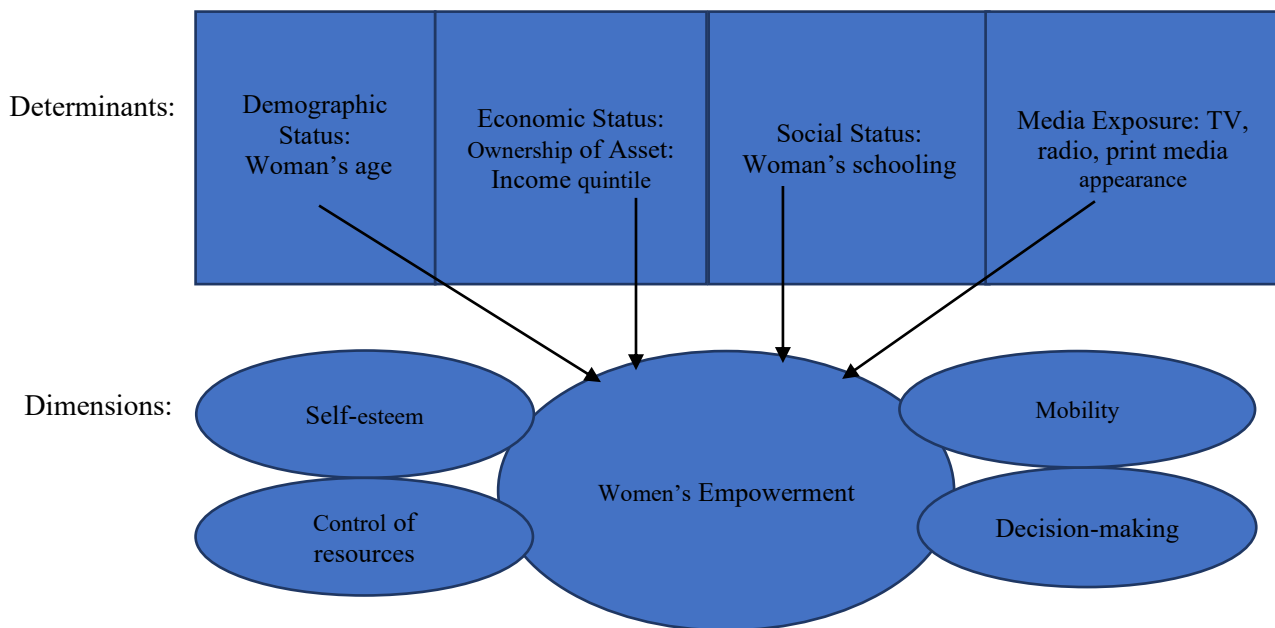 Determinants:
Demographic
Status:
Woman's age
Economic Status:
Ownership of Asset:
Income quintile
Social Status:
Woman's schooling
Media Exposure: TV,
radio, print media
appearance
Dimensions:
Self-esteem
Control of
resources
Women's Empowerment
Mobility
Decision-making